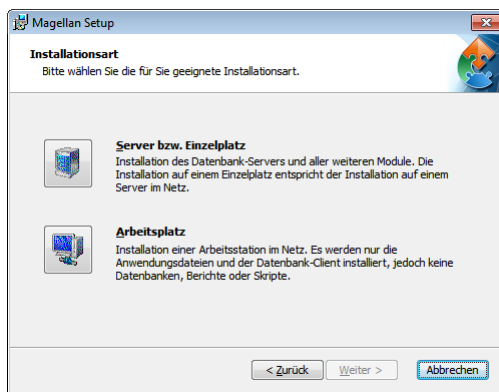 Magellan Setup
Installationsart
Bitte wählen Sie die für Sie geeignete Installationsart.
Server bzw. Einzelplatz
Installation des Datenbank-Servers und aller weiteren Module. Die
Installation auf einem Einzelplatz entspricht der Installation auf einem
Server im Netz.
Arbeitsplatz
Installation einer Arbeitsstation im Netz. Es werden nur die
Anwendungsdateien und der Datenbank-Client installiert, jedoch keine
Datenbanken, Berichte oder Skripte.
< Zurück Weiter > Abbrechen